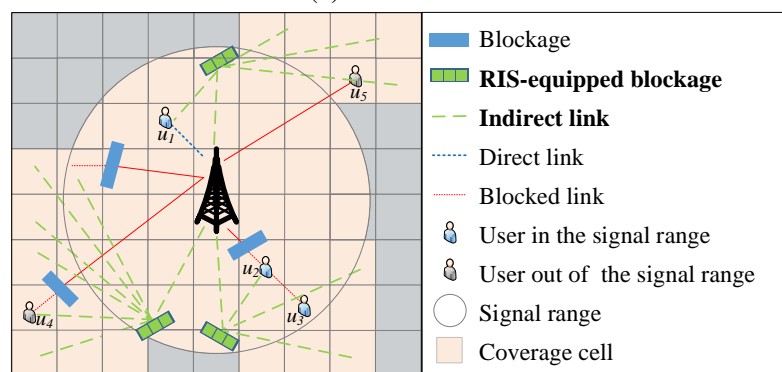 u1
u5
u2
u3
u4
Blockage
RIS-equipped blockage
Indirect link
Direct link
Blocked link
User in the signal range
User out of the signal range
Signal range
Coverage cell